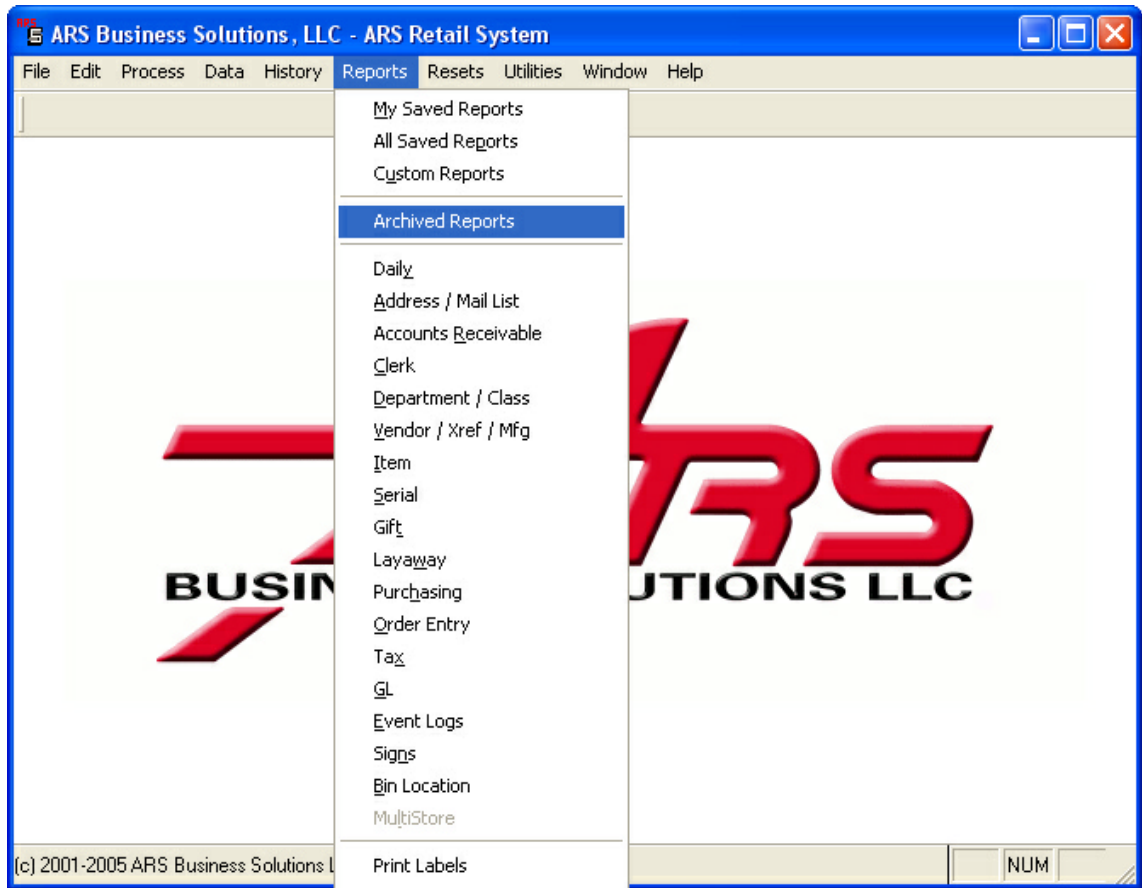 ARS Business Solutions, LLC - ARS Retail System
File Edit Process Data History Reports Resets Utilities Window Help
My Saved Reports
All Saved Reports
Custom Reports
Archived Reports
Daily
Address / Mail List
Accounts Receivable
Clerk
Department / Class
Vendor / Xref / Mfg
Item
Serial
Gift
Layaway
Purchasing
Order Entry
Tax
GL
Event Logs
Signs
Bin Location
MultiStore
Print Labels
RS
BUSIN UTIONS LLC
(c) 2001-2005 ARS Business Solutions L NUM